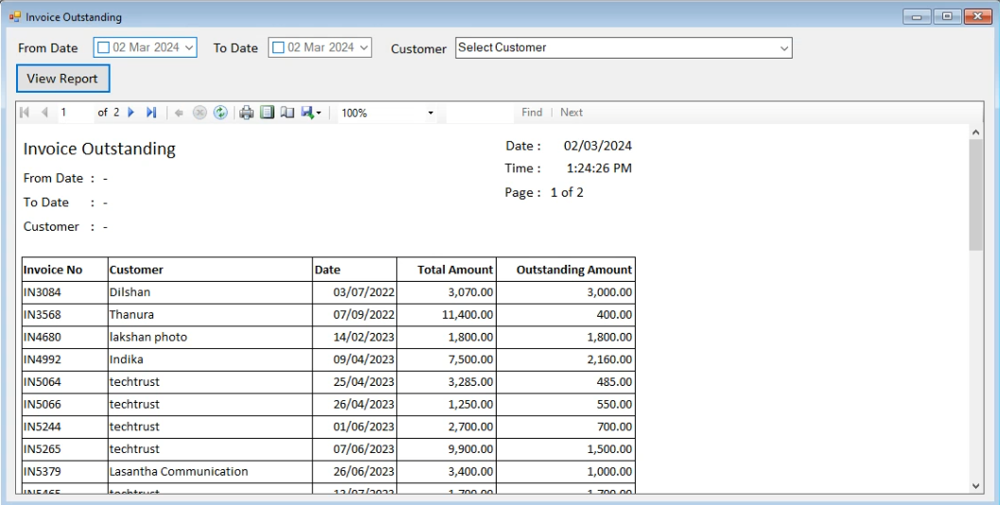 Invoice Outstanding
From Date 02 Mar 2024 To Date 02 Mar 2024 Customer Select Customer
View Report
1 of 2 100% Find | Next
Invoice Outstanding
Date : 02/03/2024
Time : 1:24:26 PM
From Date : -
Page : 1 of 2
To Date : -
Customer : -
Invoice No Customer Date Total Amount Outstanding Amount
IN3084 Dilshan 03/07/2022 3,070.00 3,000.00
IN3568 Thanura 07/09/2022 11,400.00 400.00
IN4680 lakshan photo 14/02/2023 1,800.00 1,800.00
IN4992 Indika 09/04/2023 7,500.00 2,160.00
IN5064 techtrust 25/04/2023 3,285.00 485.00
IN5066 techtrust 26/04/2023 1,250.00 550.00
IN5244 techtrust 01/06/2023 2,700.00 700.00
IN5265 techtrust 07/06/2023 9,900.00 1,500.00
IN5379 Lasantha Communication 26/06/2023 3,400.00 1,000.00
techtrust